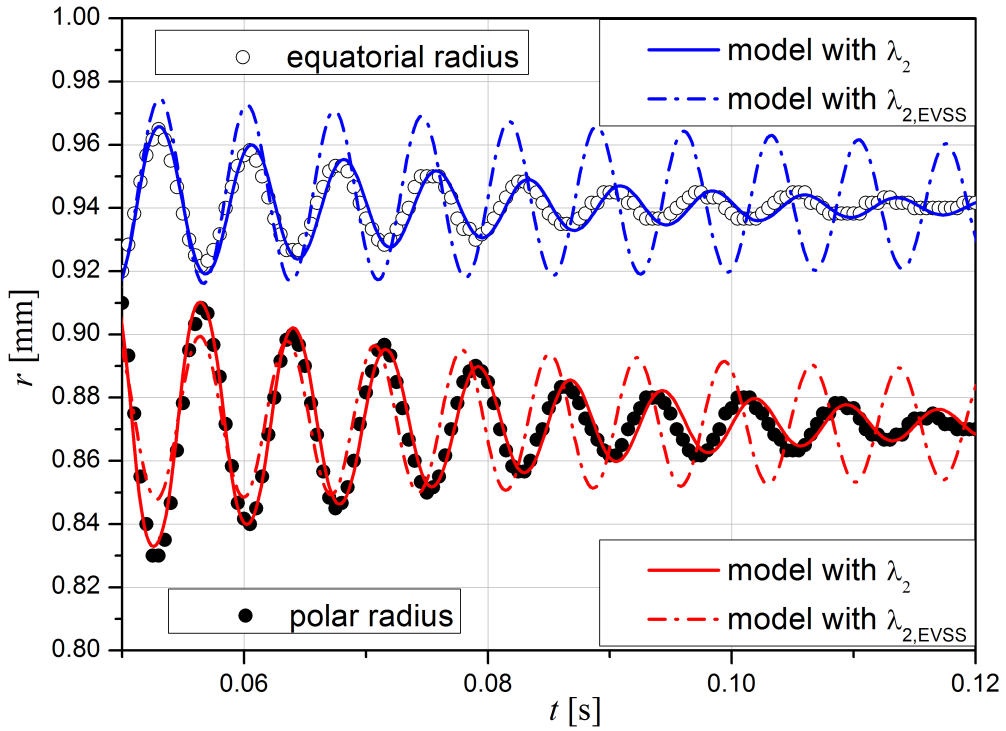 1.00
0.98
0.96
0.94
0.92
0.90
0.88
0.86
0.84
0.82
0.80
r [mm]
equatorial radius
model with λ2
model with λ2,EVSS
polar radius
model with λ2
model with λ2,EVSS
0.06
0.08
0.10
0.12
t [s]